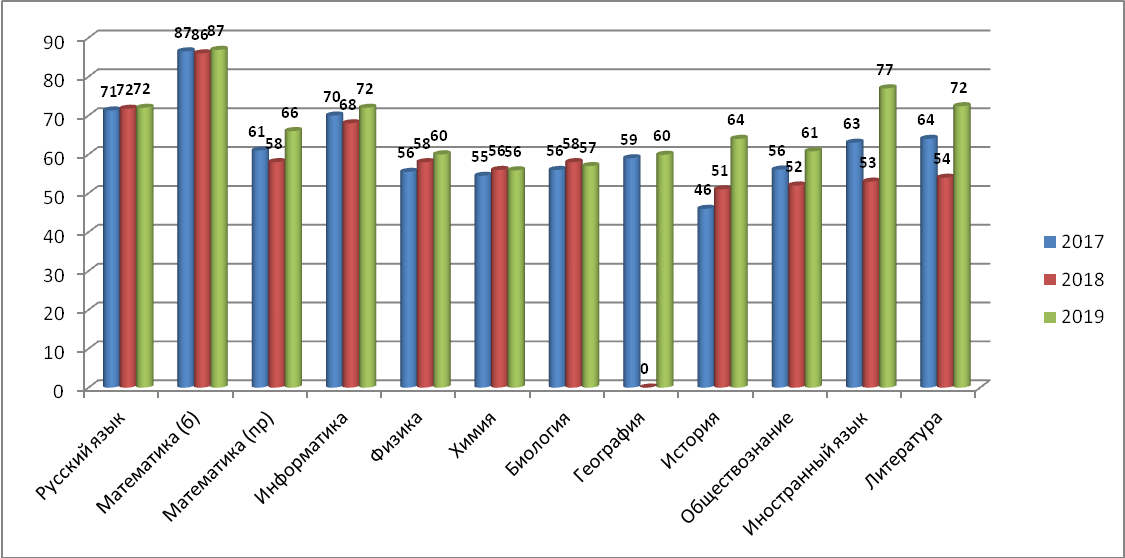 90
80
70
60
50
40
30
20
10
0
71 72 72
87 86 87
61 58 66
70 68 72
56 58 60
55 56 56
56 58 57
59 0 60
46 51 64
56 52 61
63 53 77
64 54 72
Русский язык
Математика (б)
Математика (пр)
Информатика
Физика
Химия
Биология
География
История
Обществознание
Иностранный язык
Литература
2017
2018
2019